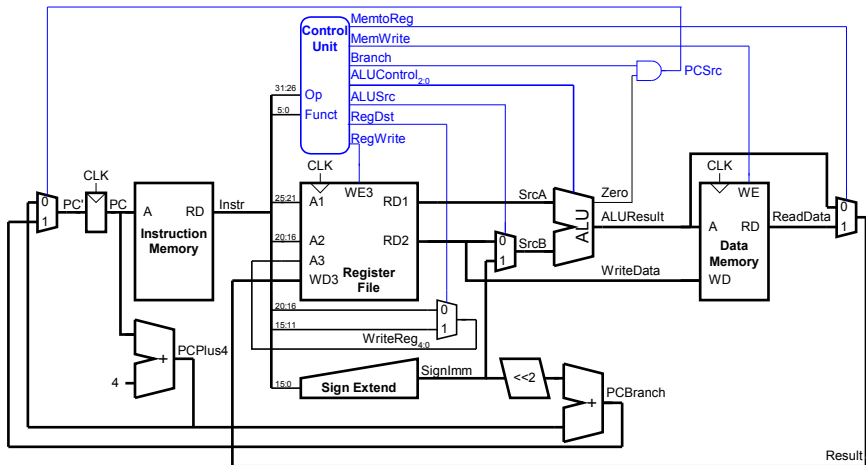 MemtoReg
Control
Unit
MemWrite
Branch
ALUControl2:0
PCSrc
31:26
Op
ALUSrc
5:0
Funct
RegDst
RegWrite
CLK
CLK
CLK
WE3
WE
0
1
PC'
PC
A
RD
Instruction
Memory
Instr
25:21
A1
RD1
SrcA
Zero
20:16
A2
RD2
0
1
SrcB
ALU
ALUResult
A
RD
ReadData
0
1
A3
WD3
Register
File
WriteData
Data
Memory
WD
20:16
0
15:11
1
WriteReg4:0
PCPlus4
+
4
15:0
Sign Extend
SignImm
<<2
+
PCBranch
Result